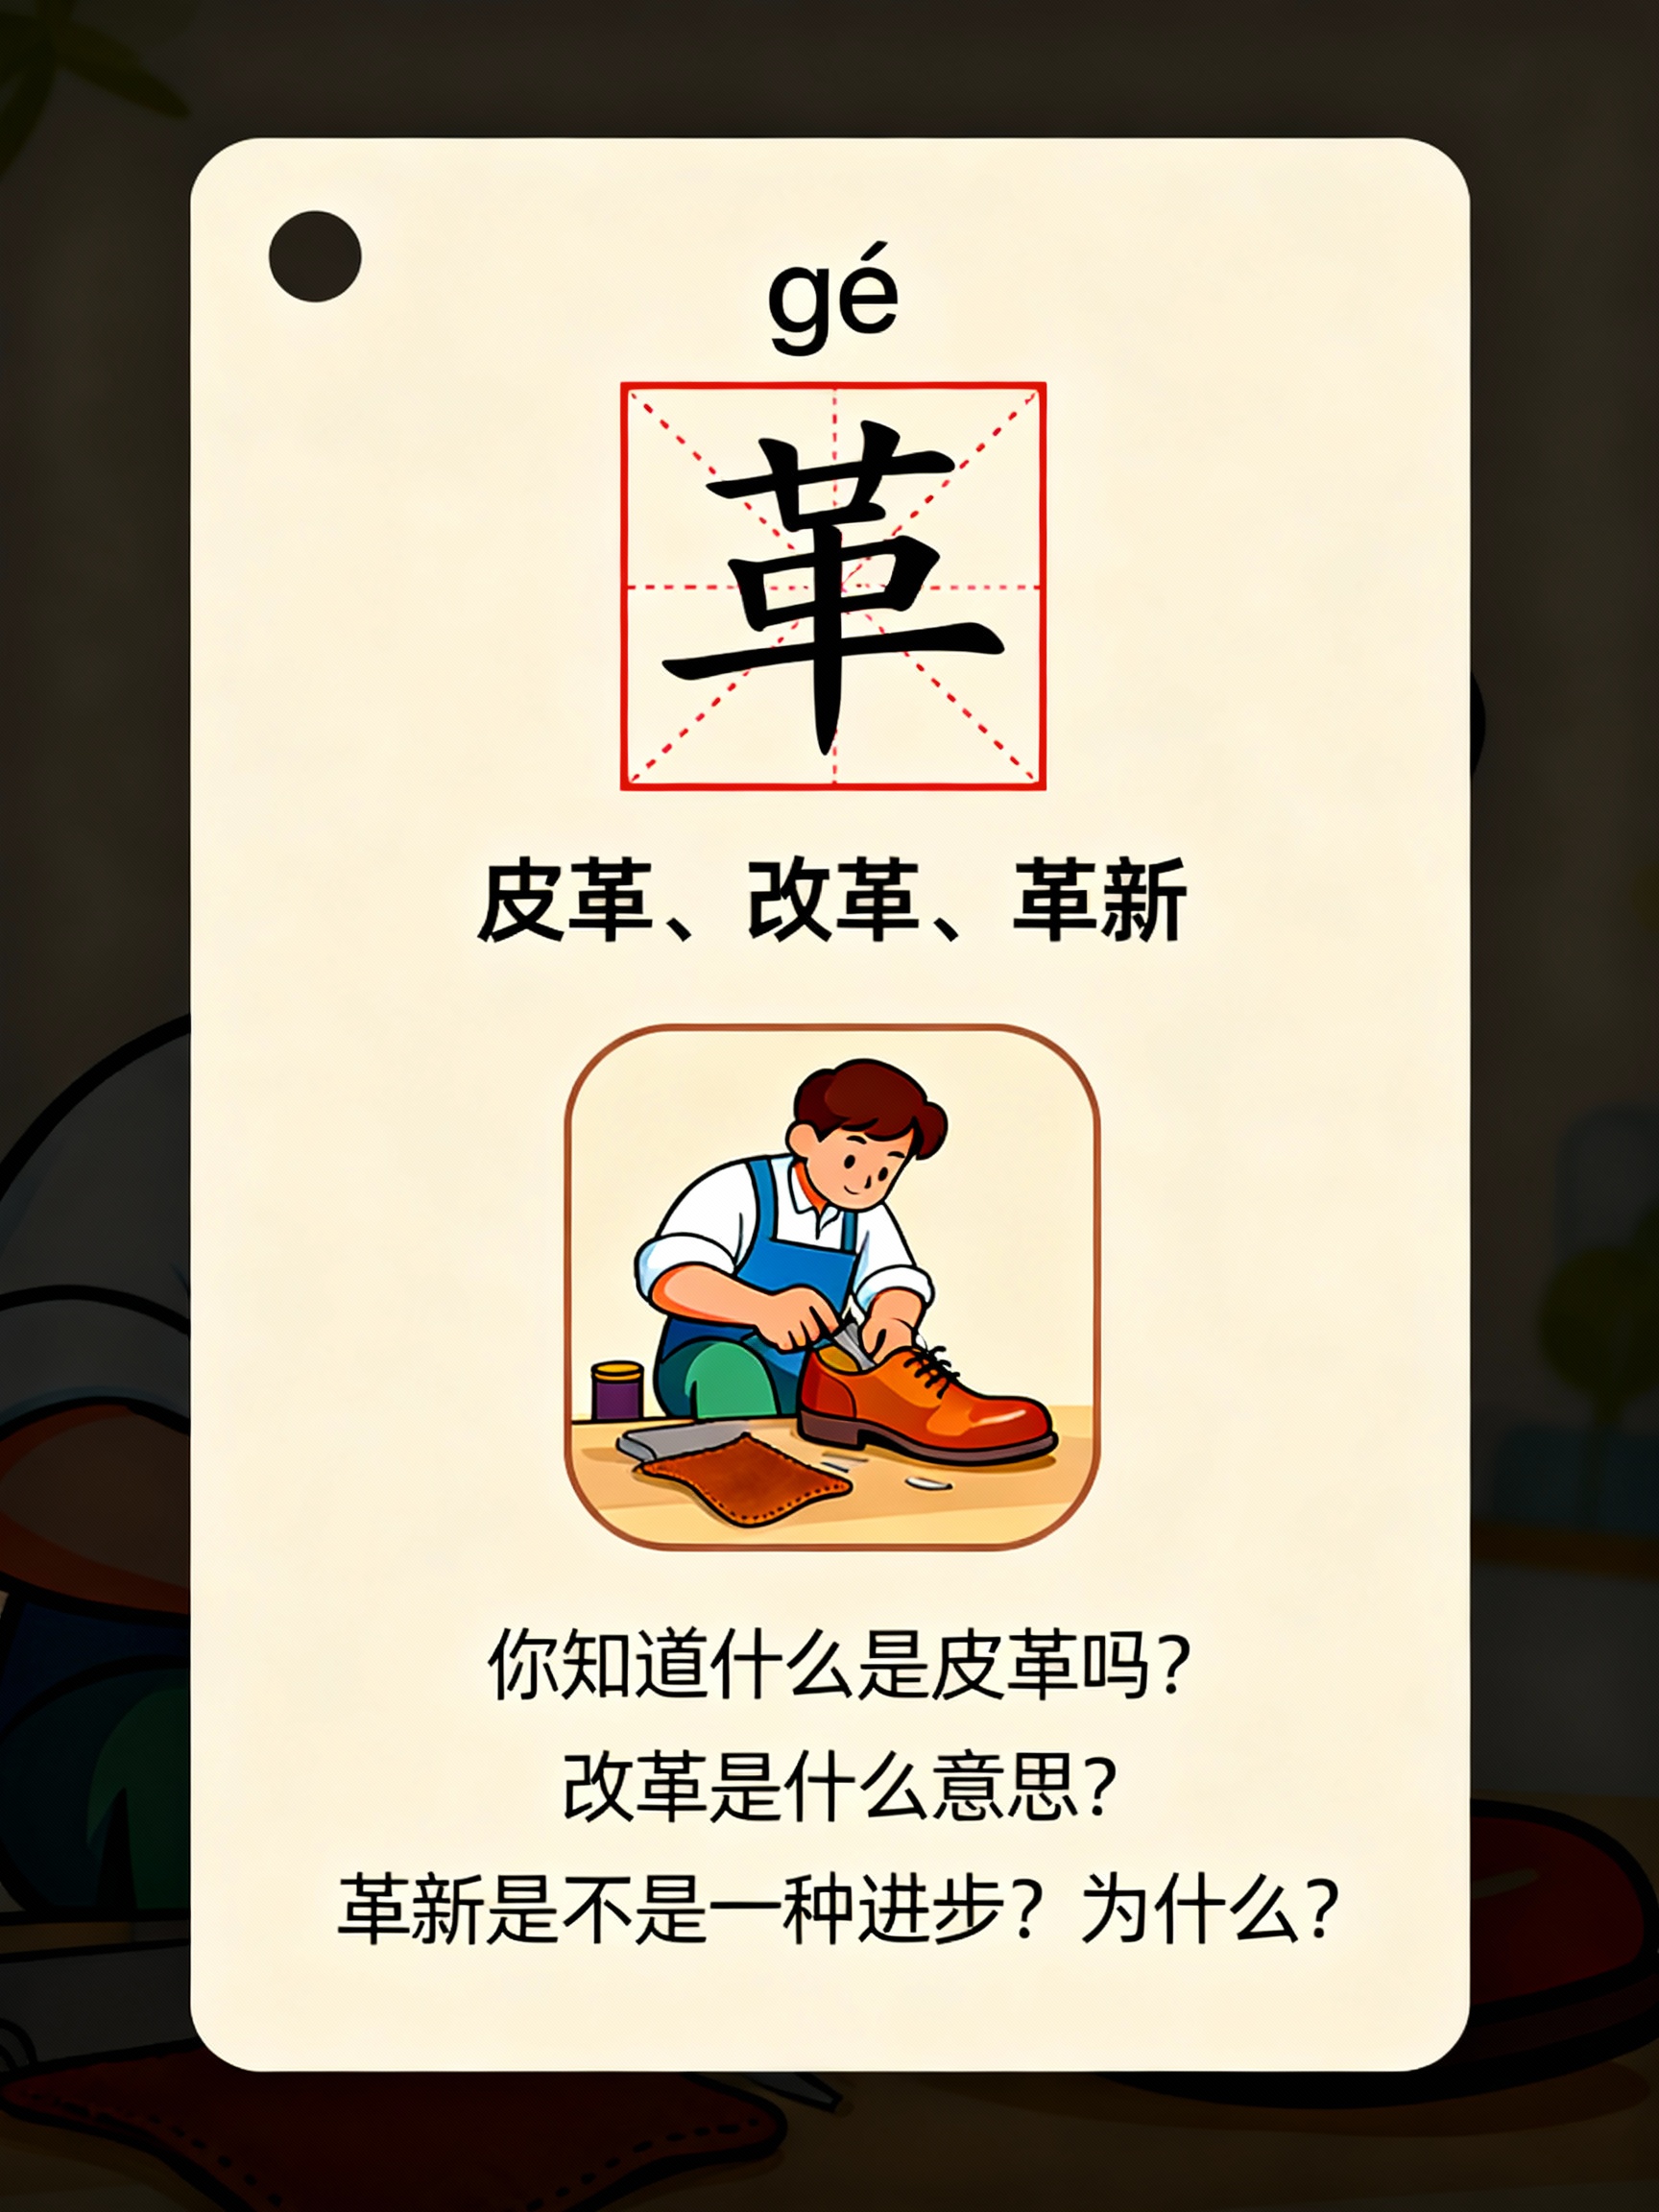 gé
革
皮革、改革、革新
你知道什么是皮革吗？
改革是什么意思？
革新是不是一种进步？为什么？